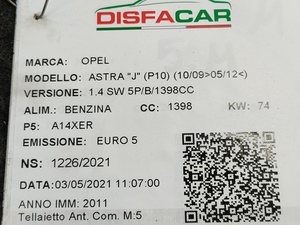 DISFACAR
MARCA: OPEL
MODELLO: ASTRA "J" (P10) (10/09>05/12<)
VERSIONE: 1.4 SW 5P/B/1398CC
ALIM.: BENZINA CC: 1398 KW: 74
P5: A14XER
EMISSIONE: EURO 5
NS: 1226/2021
DATA:03/05/2021 11:07:00
ANNO IMM: 2011
Tellaietto Ant. Com. M:5